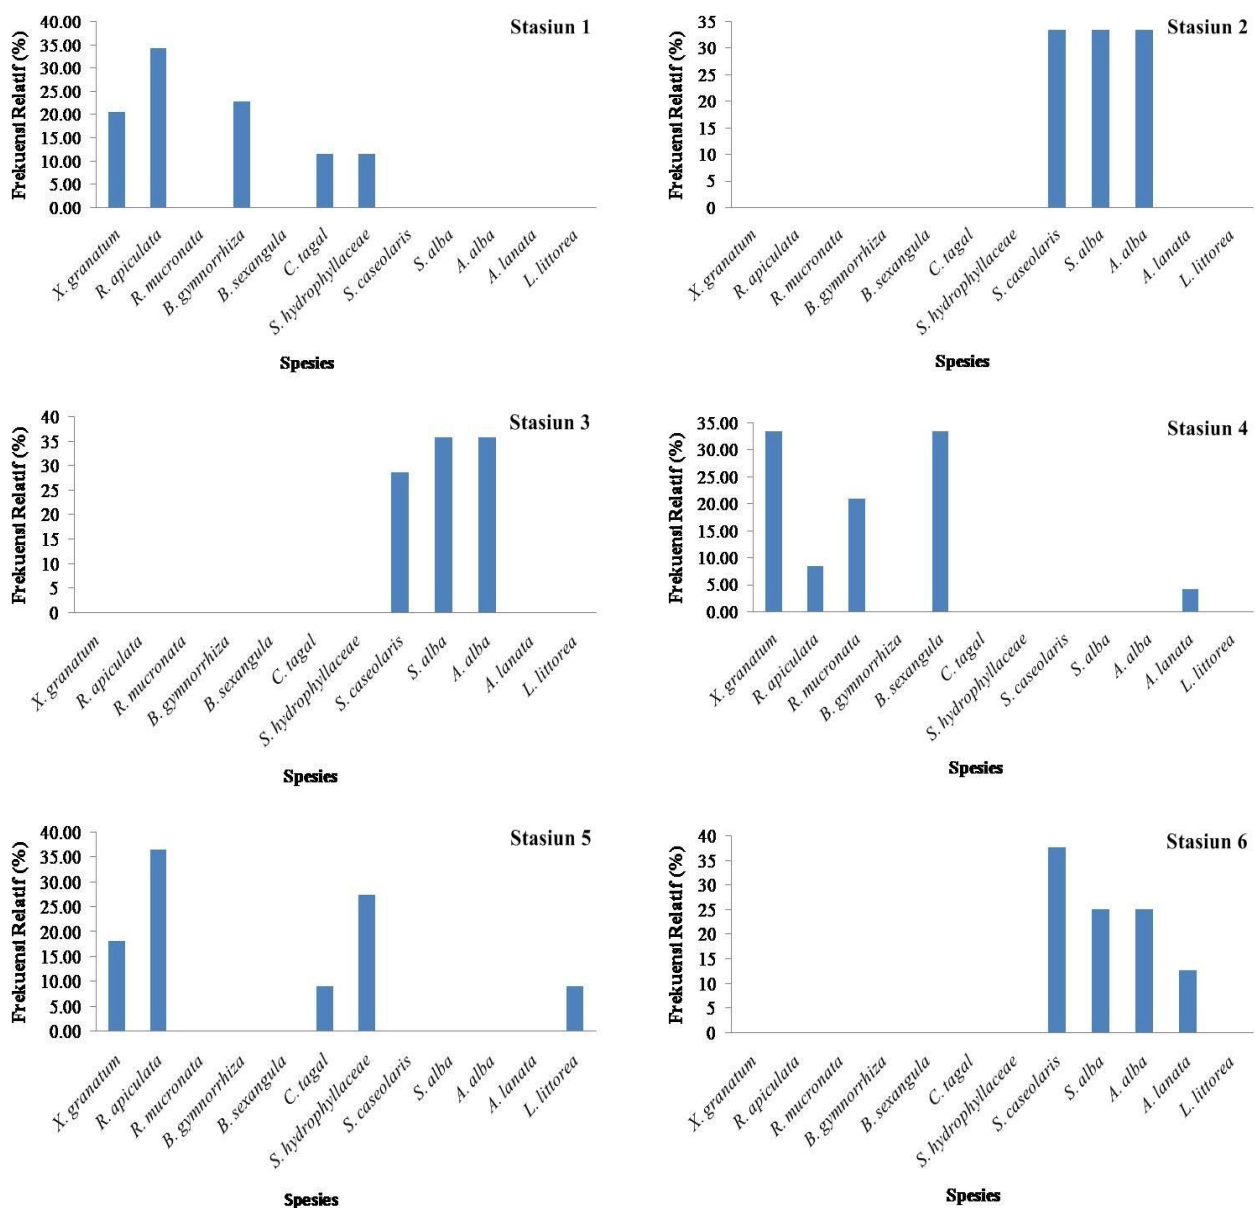 Stasiun 1
Frekuensi Relatif (%)
40.00
35.00
30.00
25.00
20.00
15.00
10.00
5.00
0.00
X. granatum
R. apiculata
R. mucronata
B. gymnorrhiza
B. sexangula
C. tagal
S. hydrophyllaceae
S. caseolaris
S. alba
A. alba
A. lanata
L. littorea
Spesies
Stasiun 2
Frekuensi Relatif (%)
35
30
25
20
15
10
5
0
X. granatum
R. apiculata
R. mucronata
B. gymnorrhiza
B. sexangula
C. tagal
S. hydrophyllaceae
S. caseolaris
S. alba
A. alba
A. lanata
L. littorea
Spesies
Stasiun 3
Frekuensi Relatif (%)
40
35
30
25
20
15
10
5
0
X. granatum
R. apiculata
R. mucronata
B. gymnorrhiza
B. sexangula
C. tagal
S. hydrophyllaceae
S. caseolaris
S. alba
A. alba
A. lanata
L. littorea
Spesies
Stasiun 4
Frekuensi Relatif (%)
35.00
30.00
25.00
20.00
15.00
10.00
5.00
0.00
X. granatum
R. apiculata
R. mucronata
B. gymnorrhiza
B. sexangula
C. tagal
S. hydrophyllaceae
S. caseolaris
S. alba
A. alba
A. lanata
L. littorea
Spesies
Stasiun 5
Frekuensi Relatif (%)
40.00
35.00
30.00
25.00
20.00
15.00
10.00
5.00
0.00
X. granatum
R. apiculata
R. mucronata
B. gymnorrhiza
B. sexangula
C. tagal
S. hydrophyllaceae
S. caseolaris
S. alba
A. alba
A. lanata
L. littorea
Spesies
Stasiun 6
Frekuensi Relatif (%)
40
35
30
25
20
15
10
5
0
X. granatum
R. apiculata
R. mucronata
B. gymnorrhiza
B. sexangula
C. tagal
S. hydrophyllaceae
S. caseolaris
S. alba
A. alba
A. lanata
L. littorea
Spesies